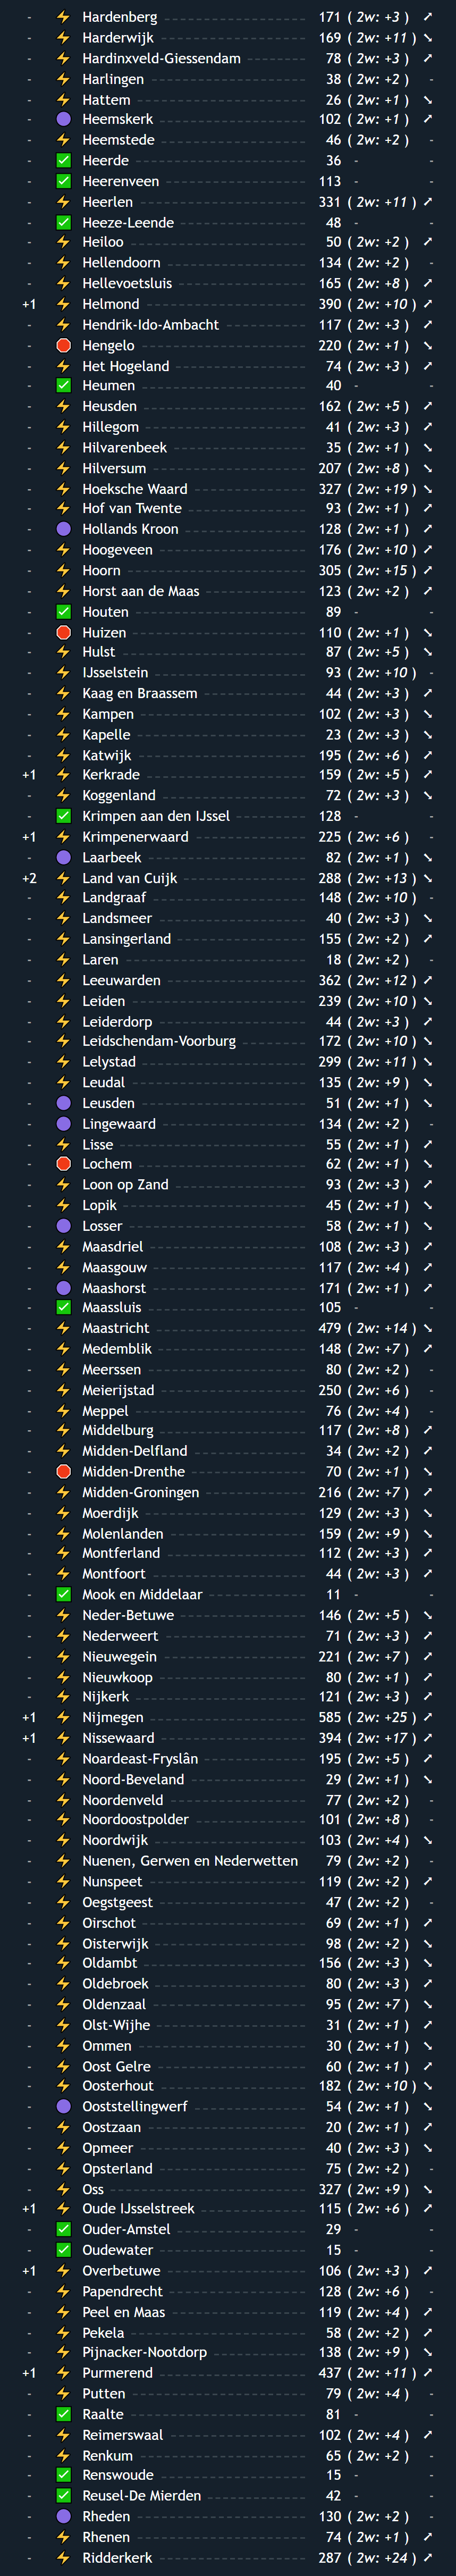 - ⚡ Hardenberg 171 ( 2w: +3 ) ↗
- ⚡ Harderwijk 169 ( 2w: +11 ) ↘
- ⚡ Hardinxveld-Giessendam 78 ( 2w: +3 ) ↗
- ⚡ Harlingen 38 ( 2w: +2 ) -
- ⚡ Hattem 26 ( 2w: +1 ) ↘
- 🟣 Heemskerk 102 ( 2w: +1 ) ↗
- ⚡ Heemstede 46 ( 2w: +2 ) -
- ✅ Heerde 36 - -
- ✅ Heerenveen 113 - -
- ⚡ Heerlen 331 ( 2w: +11 ) ↗
- ✅ Heeze-Leende 48 - -
- ⚡ Heiloo 50 ( 2w: +2 ) ↗
- ⚡ Hellendoorn 134 ( 2w: +2 ) -
- ⚡ Hellevoetsluis 165 ( 2w: +8 ) ↗
+1 ⚡ Helmond 390 ( 2w: +10 ) ↗
- ⚡ Hendrik-Ido-Ambacht 117 ( 2w: +3 ) ↗
- 🛑 Hengelo 220 ( 2w: +1 ) ↘
- ⚡ Het Hogeland 74 ( 2w: +3 ) ↗
- ✅ Heumen 40 - -
- ⚡ Heusden 162 ( 2w: +5 ) ↗
- ⚡ Hillegom 41 ( 2w: +3 ) ↗
- ⚡ Hilvarenbeek 35 ( 2w: +1 ) ↘
- ⚡ Hilversum 207 ( 2w: +8 ) ↘
- ⚡ Hoeksche Waard 327 ( 2w: +19 ) ↘
- ⚡ Hof van Twente 93 ( 2w: +1 ) ↗
- 🟣 Hollands Kroon 128 ( 2w: +1 ) ↗
- ⚡ Hoogeveen 176 ( 2w: +10 ) ↗
- ⚡ Hoorn 305 ( 2w: +15 ) ↗
- ⚡ Horst aan de Maas 123 ( 2w: +2 ) ↗
- ✅ Houten 89 - -
- 🛑 Huizen 110 ( 2w: +1 ) ↘
- ⚡ Hulst 87 ( 2w: +5 ) ↘
- ⚡ IJsselstein 93 ( 2w: +10 ) -
- ⚡ Kaag en Braassem 44 ( 2w: +3 ) ↗
- ⚡ Kampen 102 ( 2w: +3 ) ↘
- ⚡ Kapelle 23 ( 2w: +3 ) ↘
- ⚡ Katwijk 195 ( 2w: +6 ) ↗
+1 ⚡ Kerkrade 159 ( 2w: +5 ) ↗
- ⚡ Koggenland 72 ( 2w: +3 ) ↘
- ✅ Krimpen aan den IJssel 128 - -
+1 ⚡ Krimpenerwaard 225 ( 2w: +6 ) -
- 🟣 Laarbeek 82 ( 2w: +1 ) ↘
+2 ⚡ Land van Cuijk 288 ( 2w: +13 ) ↘
- ⚡ Landgraaf 148 ( 2w: +10 ) -
- ⚡ Landsmeer 40 ( 2w: +3 ) ↘
- ⚡ Lansingerland 155 ( 2w: +2 ) ↗
- ⚡ Laren 18 ( 2w: +2 ) -
- ⚡ Leeuwarden 362 ( 2w: +12 ) ↗
- ⚡ Leiden 239 ( 2w: +10 ) ↘
- ⚡ Leiderdorp 44 ( 2w: +3 ) ↗
- ⚡ Leidschendam-Voorburg 172 ( 2w: +10 ) ↘
- ⚡ Lelystad 299 ( 2w: +11 ) ↘
- ⚡ Leudal 135 ( 2w: +9 ) ↘
- 🟣 Leusden 51 ( 2w: +1 ) ↘
- 🟣 Lingewaard 134 ( 2w: +2 ) -
- ⚡ Lisse 55 ( 2w: +1 ) ↗
- 🛑 Lochem 62 ( 2w: +1 ) ↘
- ⚡ Loon op Zand 93 ( 2w: +3 ) ↗
- ⚡ Lopik 45 ( 2w: +1 ) ↘
- 🟣 Losser 58 ( 2w: +1 ) ↘
- ⚡ Maasdriel 108 ( 2w: +3 ) ↗
- ⚡ Maasgouw 117 ( 2w: +4 ) ↗
- 🟣 Maashorst 171 ( 2w: +1 ) ↗
- ✅ Maassluis 105 - -
- ⚡ Maastricht 479 ( 2w: +14 ) ↘
- ⚡ Medemblik 148 ( 2w: +7 ) ↗
- ⚡ Meerssen 80 ( 2w: +2 ) -
- ⚡ Meierijstad 250 ( 2w: +6 ) -
- ⚡ Meppel 76 ( 2w: +4 ) -
- ⚡ Middelburg 117 ( 2w: +8 ) ↗
- ⚡ Midden-Delfland 34 ( 2w: +2 ) ↗
- 🛑 Midden-Drenthe 70 ( 2w: +1 ) ↘
- ⚡ Midden-Groningen 216 ( 2w: +7 ) ↗
- ⚡ Moerdijk 129 ( 2w: +3 ) ↘
- ⚡ Molenlanden 159 ( 2w: +9 ) ↘
- ⚡ Montferland 112 ( 2w: +3 ) ↗
- ⚡ Montfoort 44 ( 2w: +3 ) ↗
- ✅ Mook en Middelaar 11 - -
- ⚡ Neder-Betuwe 146 ( 2w: +5 ) ↘
- ⚡ Nederweert 71 ( 2w: +3 ) ↗
- ⚡ Nieuwegein 221 ( 2w: +7 ) ↗
- ⚡ Nieuwkoop 80 ( 2w: +1 ) ↗
- ⚡ Nijkerk 121 ( 2w: +3 ) ↗
+1 ⚡ Nijmegen 585 ( 2w: +25 ) ↗
+1 ⚡ Nissewaard 394 ( 2w: +17 ) ↗
- ⚡ Noardeast-Fryslân 195 ( 2w: +5 ) ↗
- ⚡ Noord-Beveland 29 ( 2w: +1 ) ↘
- ⚡ Noordenveld 77 ( 2w: +2 ) -
- ⚡ Noordoostpolder 101 ( 2w: +8 ) -
- ⚡ Noordwijk 103 ( 2w: +4 ) ↘
- ⚡ Nuenen, Gerwen en Nederwetten 79 ( 2w: +2 ) -
- ⚡ Nunspeet 119 ( 2w: +2 ) ↗
- ⚡ Oegstgeest 47 ( 2w: +2 ) -
- ⚡ Oirschot 69 ( 2w: +1 ) ↗
- ⚡ Oisterwijk 98 ( 2w: +2 ) ↘
- ⚡ Oldambt 156 ( 2w: +3 ) ↘
- ⚡ Oldebroek 80 ( 2w: +3 ) ↗
- ⚡ Oldenzaal 95 ( 2w: +7 ) ↘
- ⚡ Olst-Wijhe 31 ( 2w: +1 ) ↗
- ⚡ Ommen 30 ( 2w: +1 ) ↘
- ⚡ Oost Gelre 60 ( 2w: +1 ) ↗
- ⚡ Oosterhout 182 ( 2w: +10 ) ↘
- 🟣 Ooststellingwerf 54 ( 2w: +1 ) ↘
- ⚡ Oostzaan 20 ( 2w: +1 ) ↗
- ⚡ Opmeer 40 ( 2w: +3 ) ↘
- ⚡ Opsterland 75 ( 2w: +2 ) -
- ⚡ Oss 327 ( 2w: +9 ) ↘
+1 ⚡ Oude IJsselstreek 115 ( 2w: +6 ) ↗
- ✅ Ouder-Amstel 29 - -
- ✅ Oudewater 15 - -
+1 ⚡ Overbetuwe 106 ( 2w: +3 ) ↗
- ⚡ Papendrecht 128 ( 2w: +6 ) -
- ⚡ Peel en Maas 119 ( 2w: +4 ) ↗
- ⚡ Pekela 58 ( 2w: +2 ) ↗
- ⚡ Pijnacker-Nootdorp 138 ( 2w: +9 ) ↘
+1 ⚡ Purmerend 437 ( 2w: +11 ) ↗
- ⚡ Putten 79 ( 2w: +4 ) -
- ✅ Raalte 81 - -
- ⚡ Reimerswaal 102 ( 2w: +4 ) ↗
- ⚡ Renkum 65 ( 2w: +2 ) -
- ✅ Renswoude 15 - -
- ✅ Reusel-De Mierden 42 - -
- 🟣 Rheden 130 ( 2w: +2 ) -
- ⚡ Rhenen 74 ( 2w: +1 ) ↗
- ⚡ Ridderkerk 287 ( 2w: +24 ) ↗